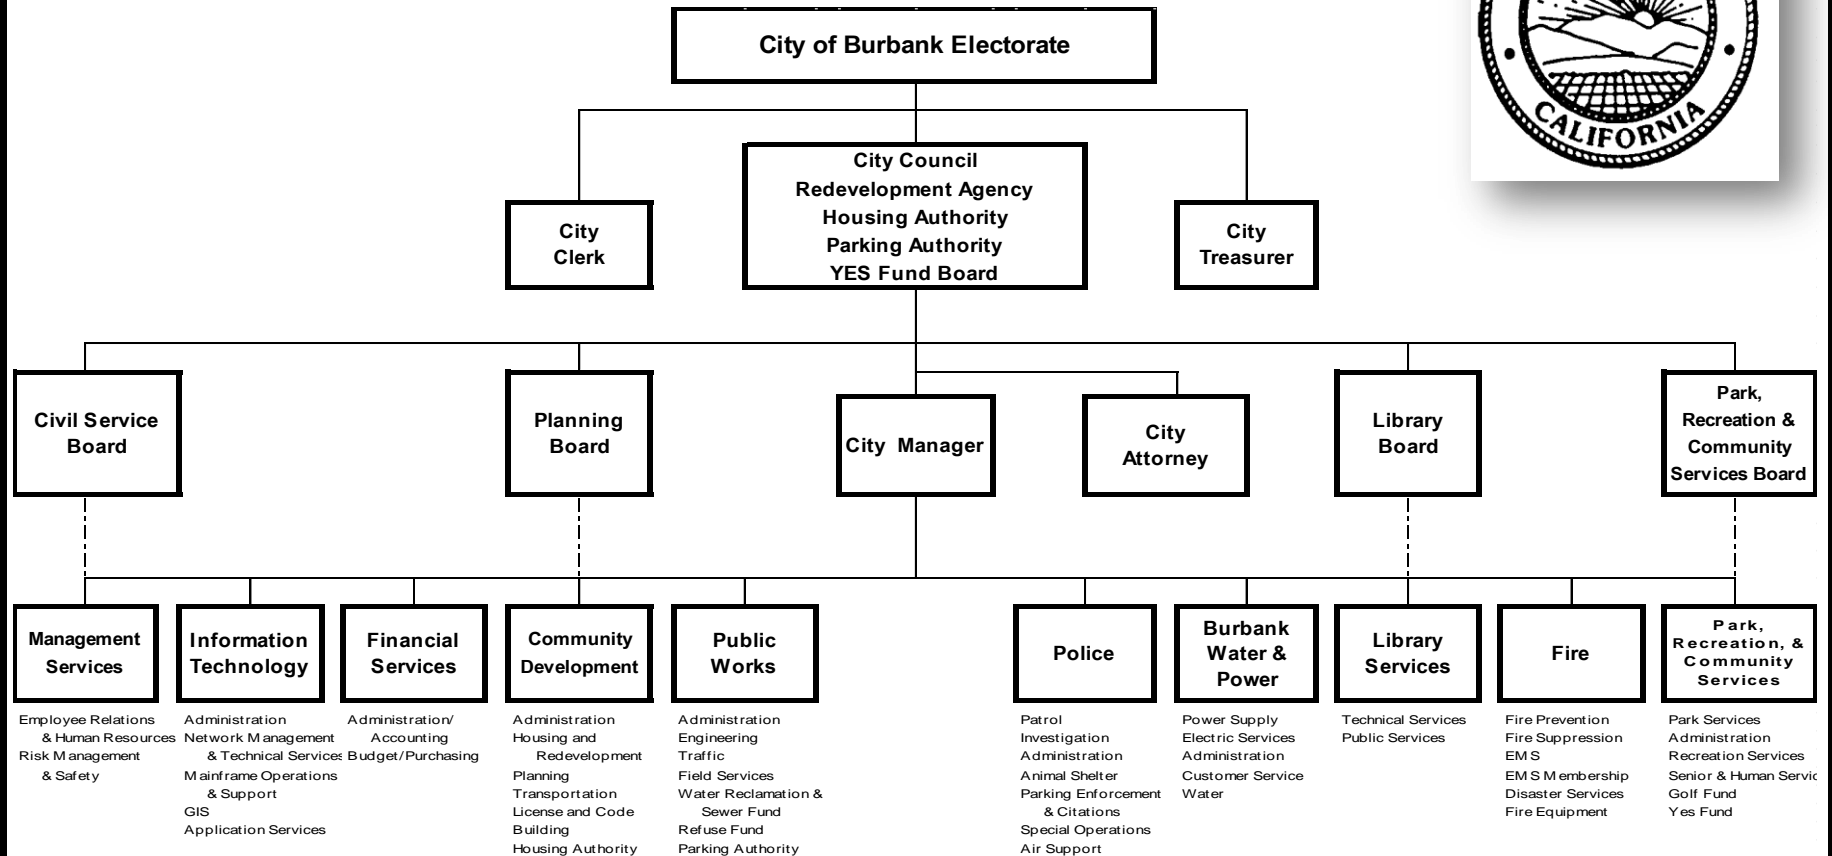 City of Burbank Electorate
CALIFORNIA
City Council
Redevelopment Agency
Housing Authority
Parking Authority
YES Fund Board
City
Clerk
City
Treasurer
Civil Service
Board
Planning
Board
City Manager
City
Attorney
Library
Board
Park,
Recreation &
Community
Services Board
Management
Services
Information
Technology
Financial
Services
Community
Development
Public
Works
Police
Burbank
Water &
Power
Library
Services
Fire
Park,
Recreation, &
Community
Services
Employee Relations
& Human Resources
Risk Management
& Safety
Administration
Network Management
& Technical Services
Mainframe Operations
& Support
GIS
Application Services
Administration/
Accounting
Budget/Purchasing
Administration
Housing and
Redevelopment
Planning
Transportation
License and Code
Building
Housing Authority
Administration
Engineering
Traffic
Field Services
Water Reclamation &
Sewer Fund
Refuse Fund
Parking Authority
Patrol
Investigation
Administration
Animal Shelter
Parking Enforcement
& Citations
Special Operations
Air Support
Power Supply
Electric Services
Administration
Customer Service
Water
Technical Services
Public Services
Fire Prevention
Fire Suppression
EMS
EMS Membership
Disaster Services
Fire Equipment
Park Services
Administration
Recreation Services
Senior & Human Servic
Golf Fund
Yes Fund